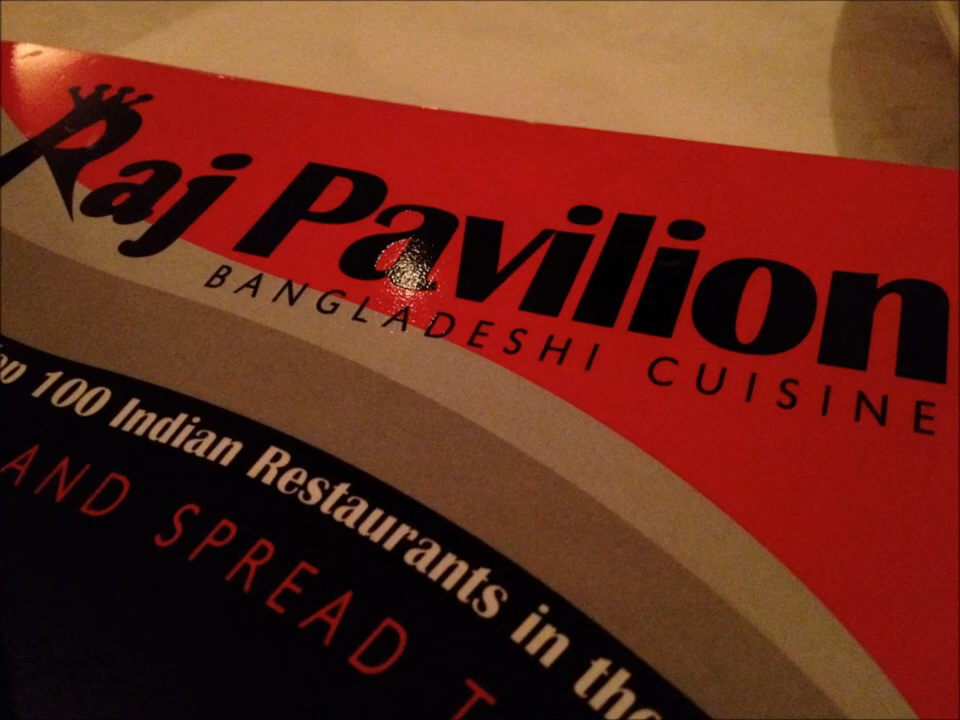 Raj Pavilion
BANGLADESHI CUISINE
100 Indian Restaurants in the
AND SPREAD